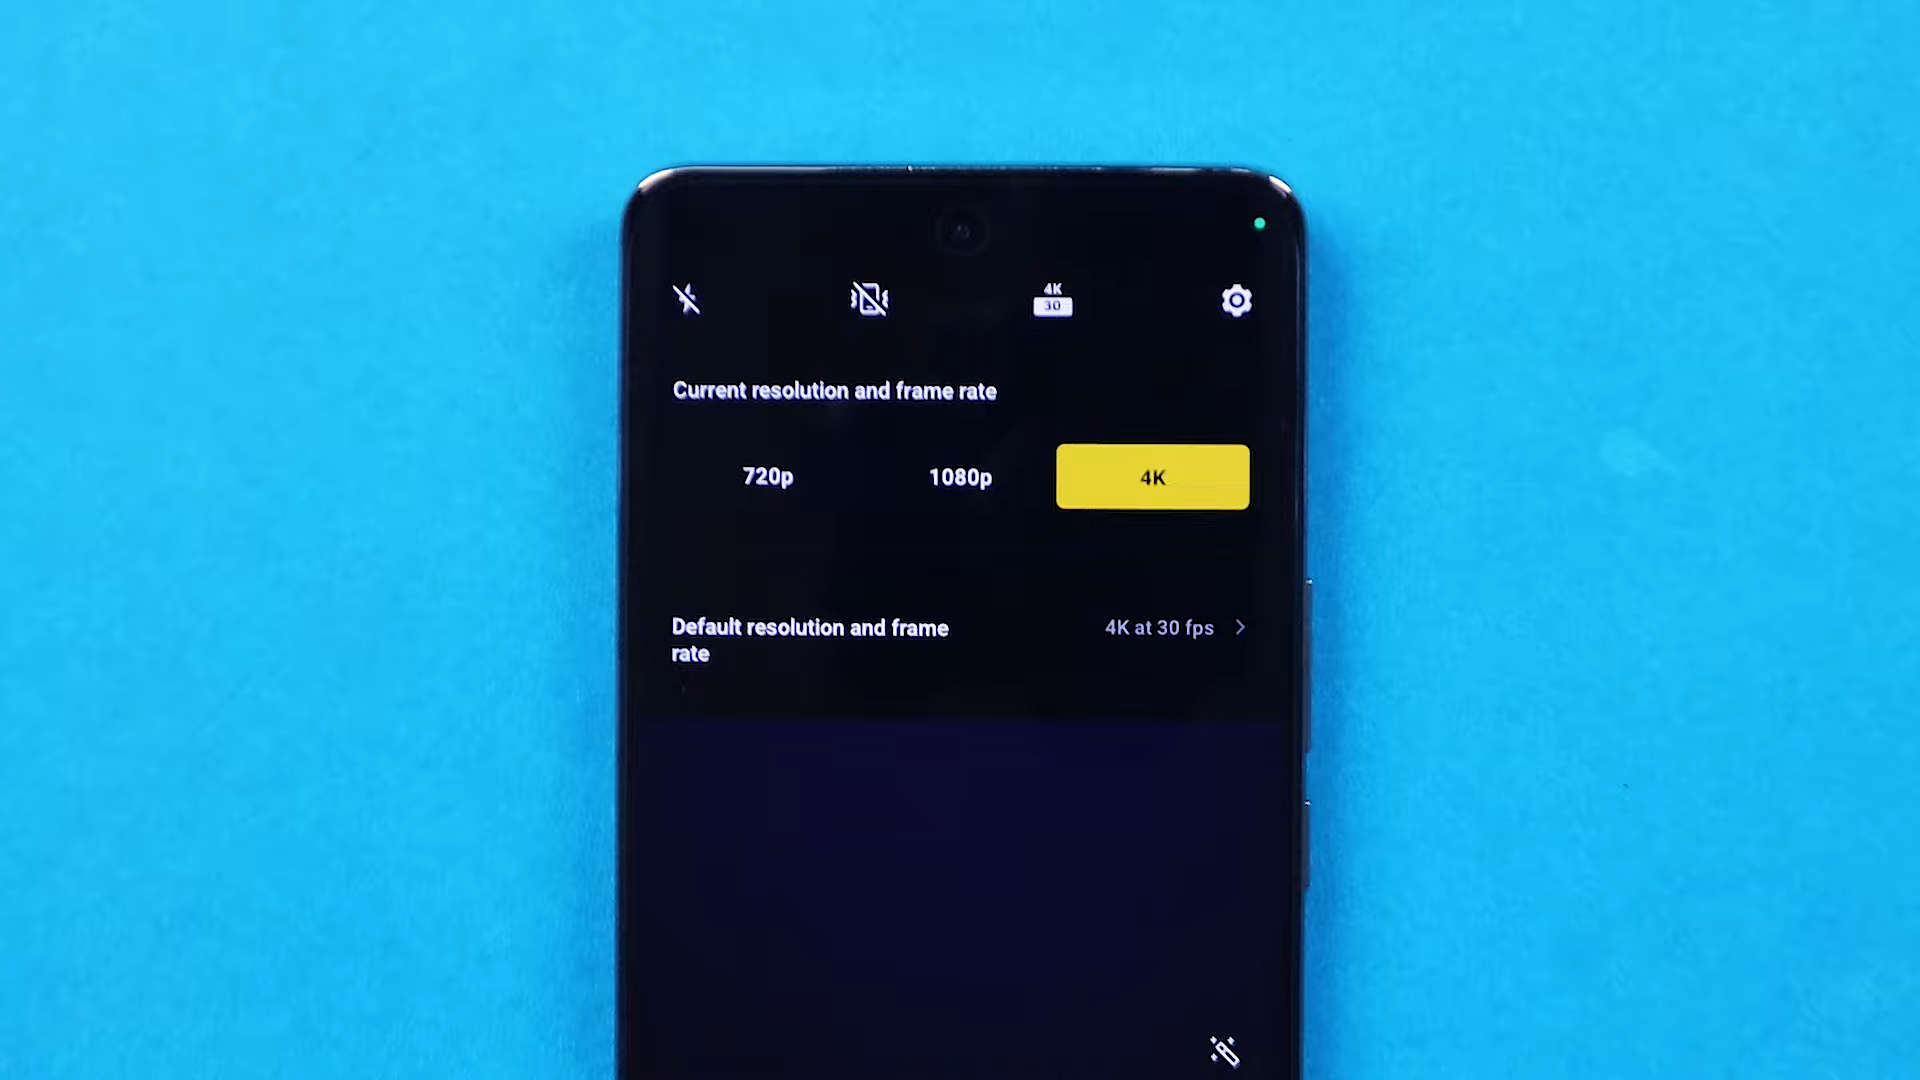 4K
30
Current resolution and frame rate
720p
1080p
4K
Default resolution and frame
rate
4K at 30 fps